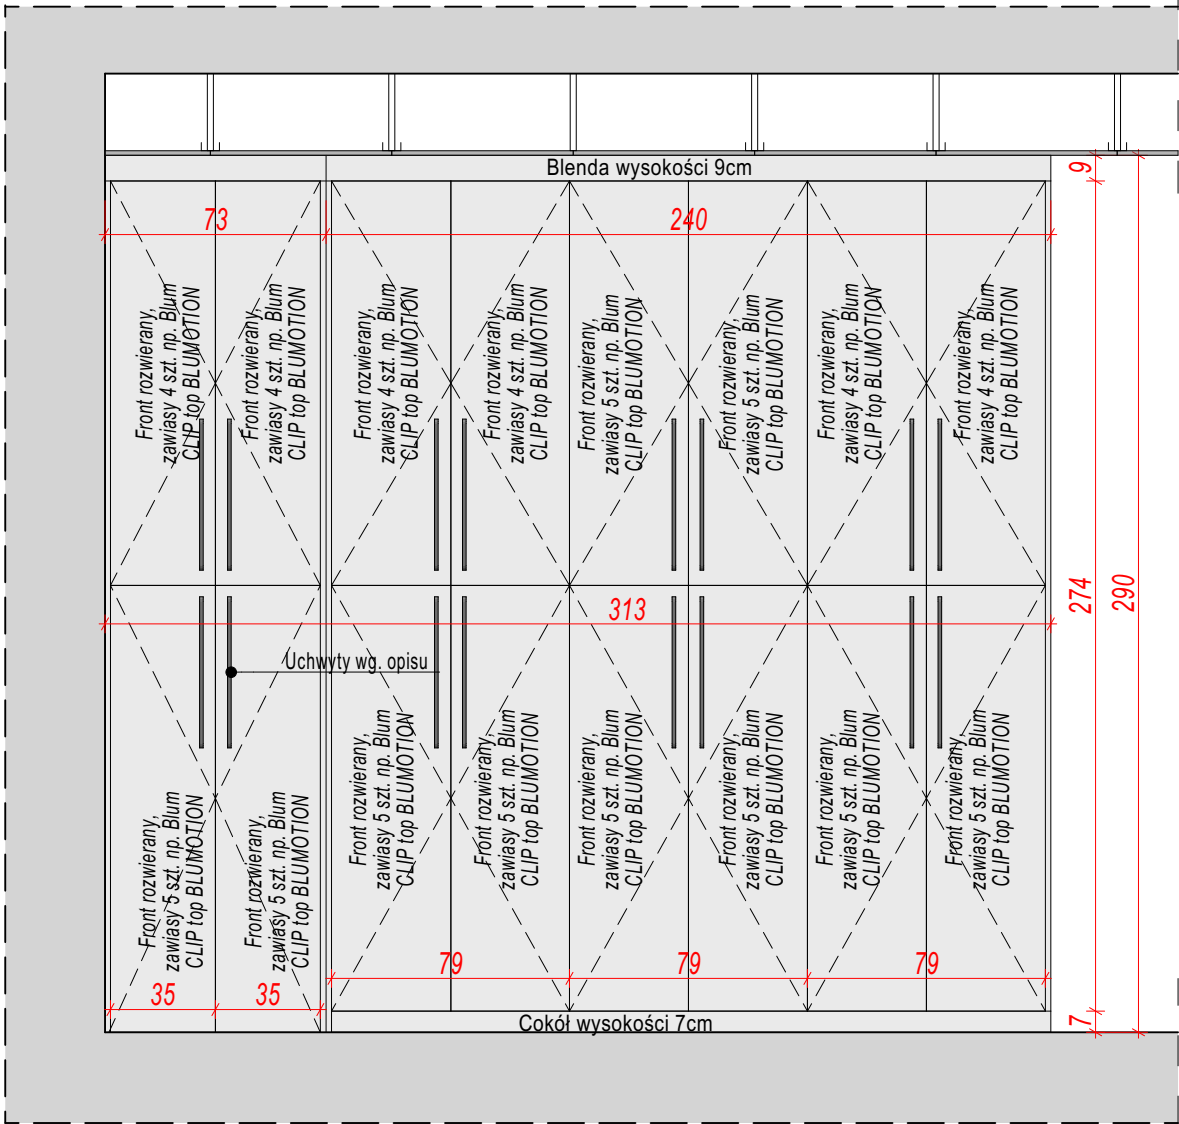 Blenda wysokości 9cm
9
73
240
Front rozwierany,
zawiasy 4 szt. np. Blum
CLIP top BLUMOTION
Front rozwierany,
zawiasy 4 szt. np. Blum
CLIP top BLUMOTION
Front rozwierany,
zawiasy 4 szt. np. Blum
CLIP top BLUMOTION
Front rozwierany,
zawiasy 4 szt. np. Blum
CLIP top BLUMOTION
Front rozwierany,
zawiasy 5 szt. np. Blum
CLIP top BLUMOTION
Front rozwierany,
zawiasy 5 szt. np. Blum
CLIP top BLUMOTION
Front rozwierany,
zawiasy 4 szt. np. Blum
CLIP top BLUMOTION
Front rozwierany,
zawiasy 4 szt. np. Blum
CLIP top BLUMOTION
313
274
290
Uchwyty wg. opisu
Front rozwierany,
zawiasy 5 szt. np. Blum
CLIP top BLUMOTION
Front rozwierany,
zawiasy 5 szt. np. Blum
CLIP top BLUMOTION
Front rozwierany,
zawiasy 5 szt. np. Blum
CLIP top BLUMOTION
Front rozwierany,
zawiasy 5 szt. np. Blum
CLIP top BLUMOTION
Front rozwierany,
zawiasy 5 szt. np. Blum
CLIP top BLUMOTION
Front rozwierany,
zawiasy 5 szt. np. Blum
CLIP top BLUMOTION
Front rozwierany,
zawiasy 5 szt. np. Blum
CLIP top BLUMOTION
Front rozwierany,
zawiasy 5 szt. np. Blum
CLIP top BLUMOTION
79
79
79
35
35
Cokół wysokości 7cm
7